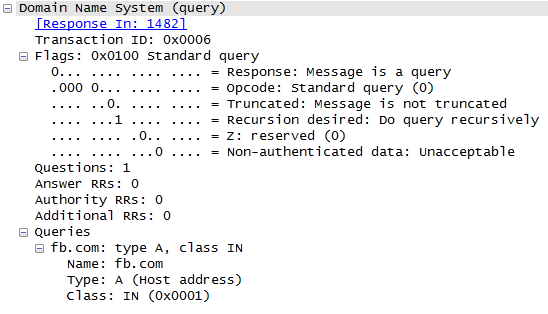 Domain Name System (query)
[Response In: 1482]
Transaction ID: 0x0006
Flags: 0x0100 Standard query
0... .... .... .... = Response: Message is a query
.000 0... .... .... = Opcode: Standard query (0)
.... ..0. .... .... = Truncated: Message is not truncated
.... ...1 .... .... = Recursion desired: Do query recursively
.... .... .0.. .... = Z: reserved (0)
.... .... ...0 .... = Non-authenticated data: Unacceptable
Questions: 1
Answer RRs: 0
Authority RRs: 0
Additional RRs: 0
Queries
fb.com: type A, class IN
Name: fb.com
Type: A (Host address)
Class: IN (0x0001)